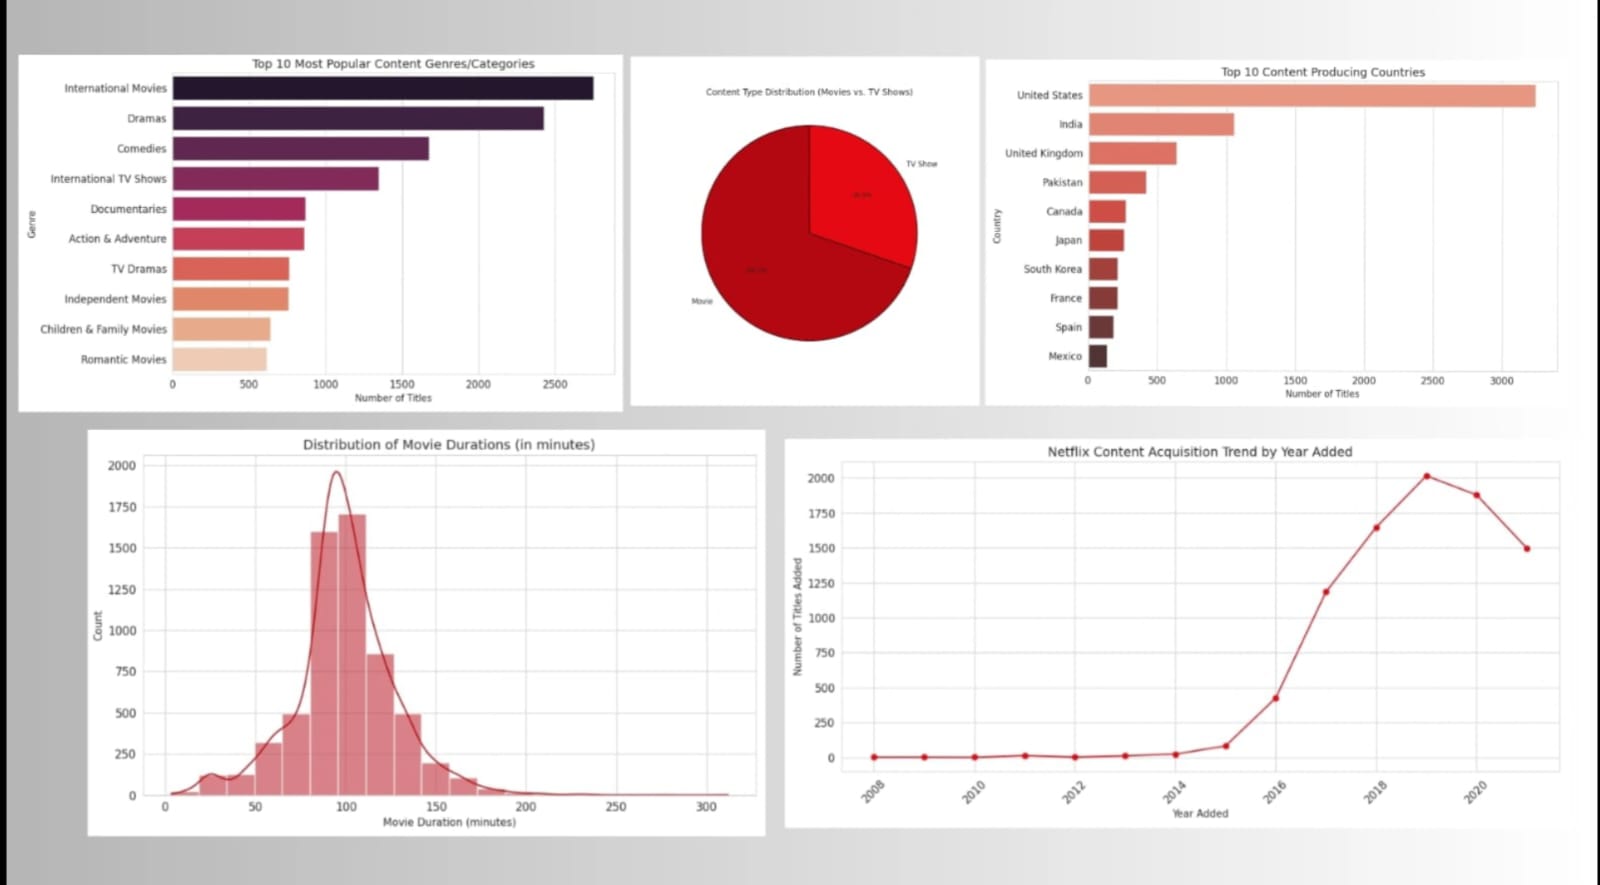 Top 10 Most Popular Content Genres/Categories
Genre
International Movies
Dramas
Comedies
International TV Shows
Documentaries
Action & Adventure
TV Dramas
Independent Movies
Children & Family Movies
Romantic Movies
0 500 1000 1500 2000 2500
Number of Titles
Content Type Distribution (Movies vs. TV Shows)
TV Show
Movie
Top 10 Content Producing Countries
Country
United States
India
United Kingdom
Pakistan
Canada
Japan
South Korea
France
Spain
Mexico
0 500 1000 1500 2000 2500 3000
Number of Titles
Distribution of Movie Durations (in minutes)
Count
2000
1750
1500
1250
1000
750
500
250
0
0 50 100 150 200 250 300
Movie Duration (minutes)
Netflix Content Acquisition Trend by Year Added
Number of Titles Added
2000
1750
1500
1250
1000
750
500
250
0
2008 2010 2012 2014 2016 2018 2020
Year Added